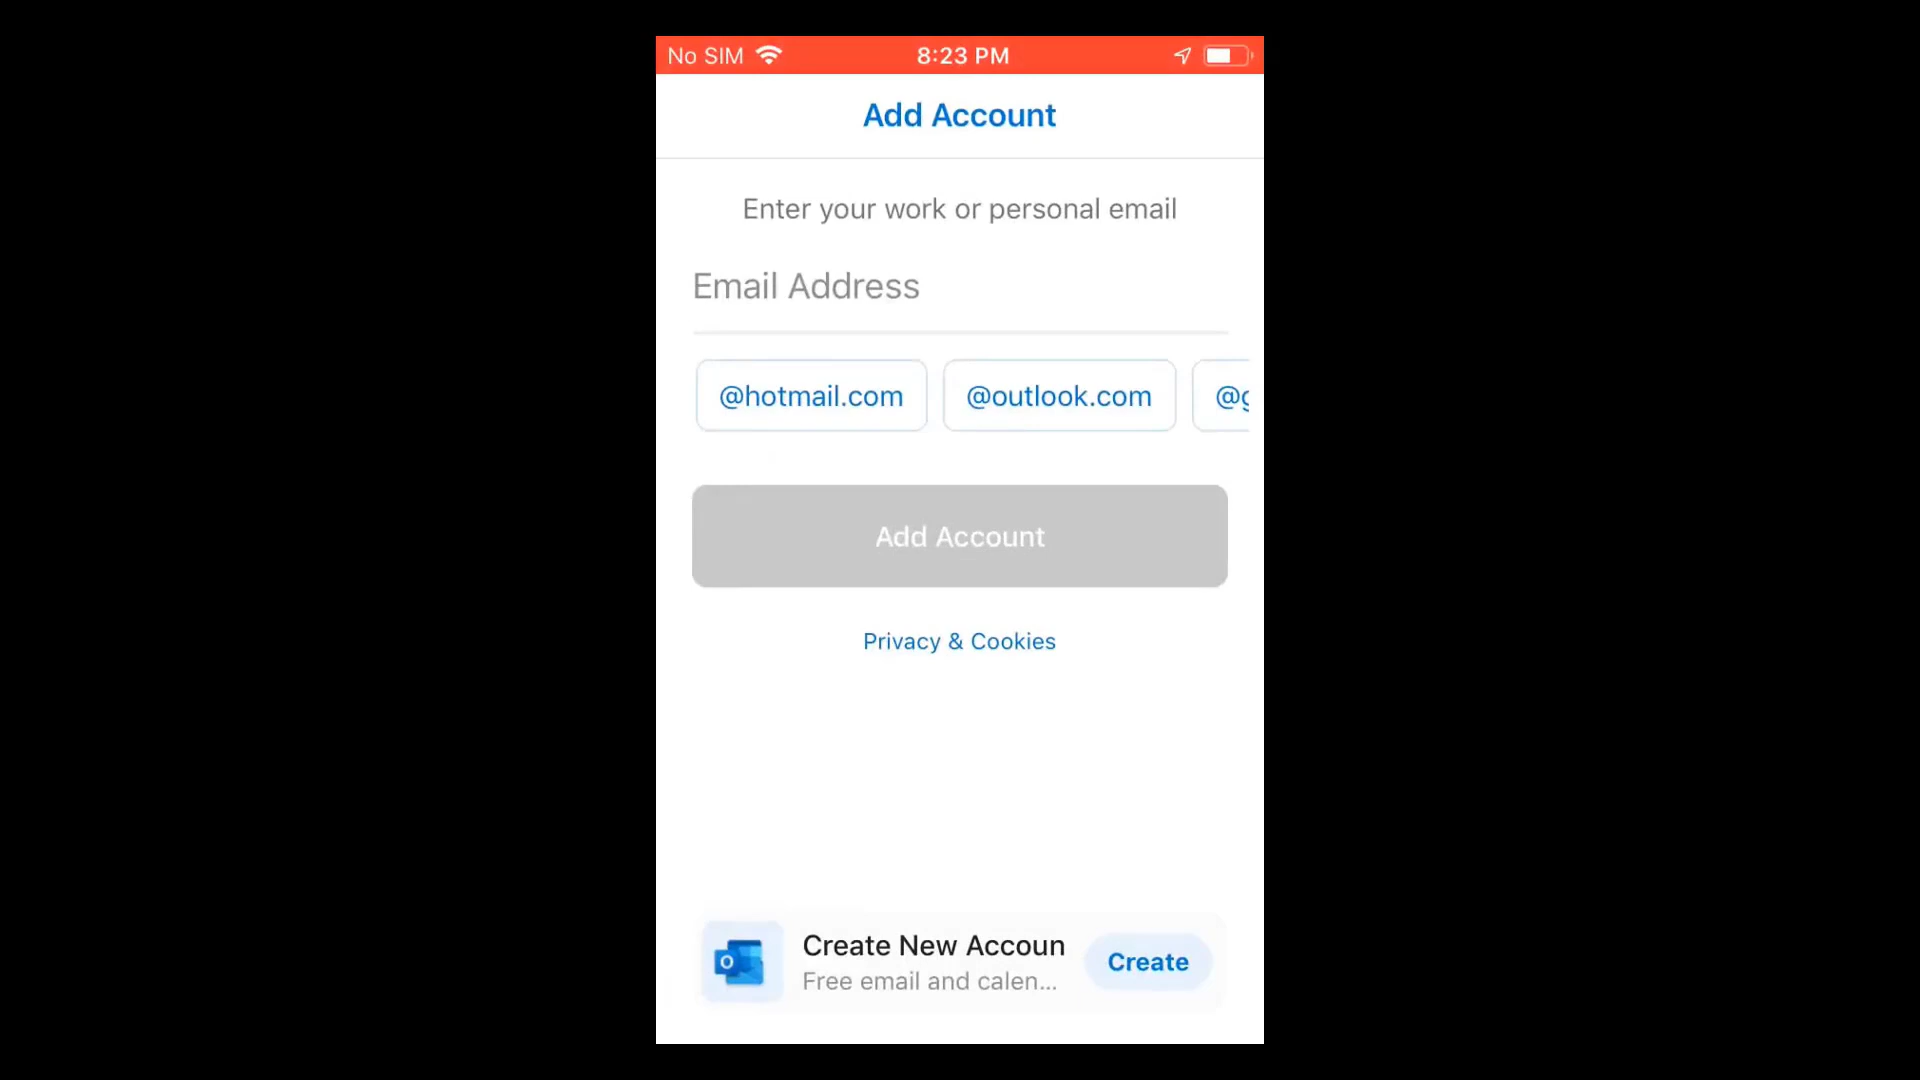 No SIM 8:23 PM
Add Account
Enter your work or personal email
Email Address
@hotmail.com @outlook.com @g
Add Account
Privacy & Cookies
Create New Accoun
Free email and calen...
Create